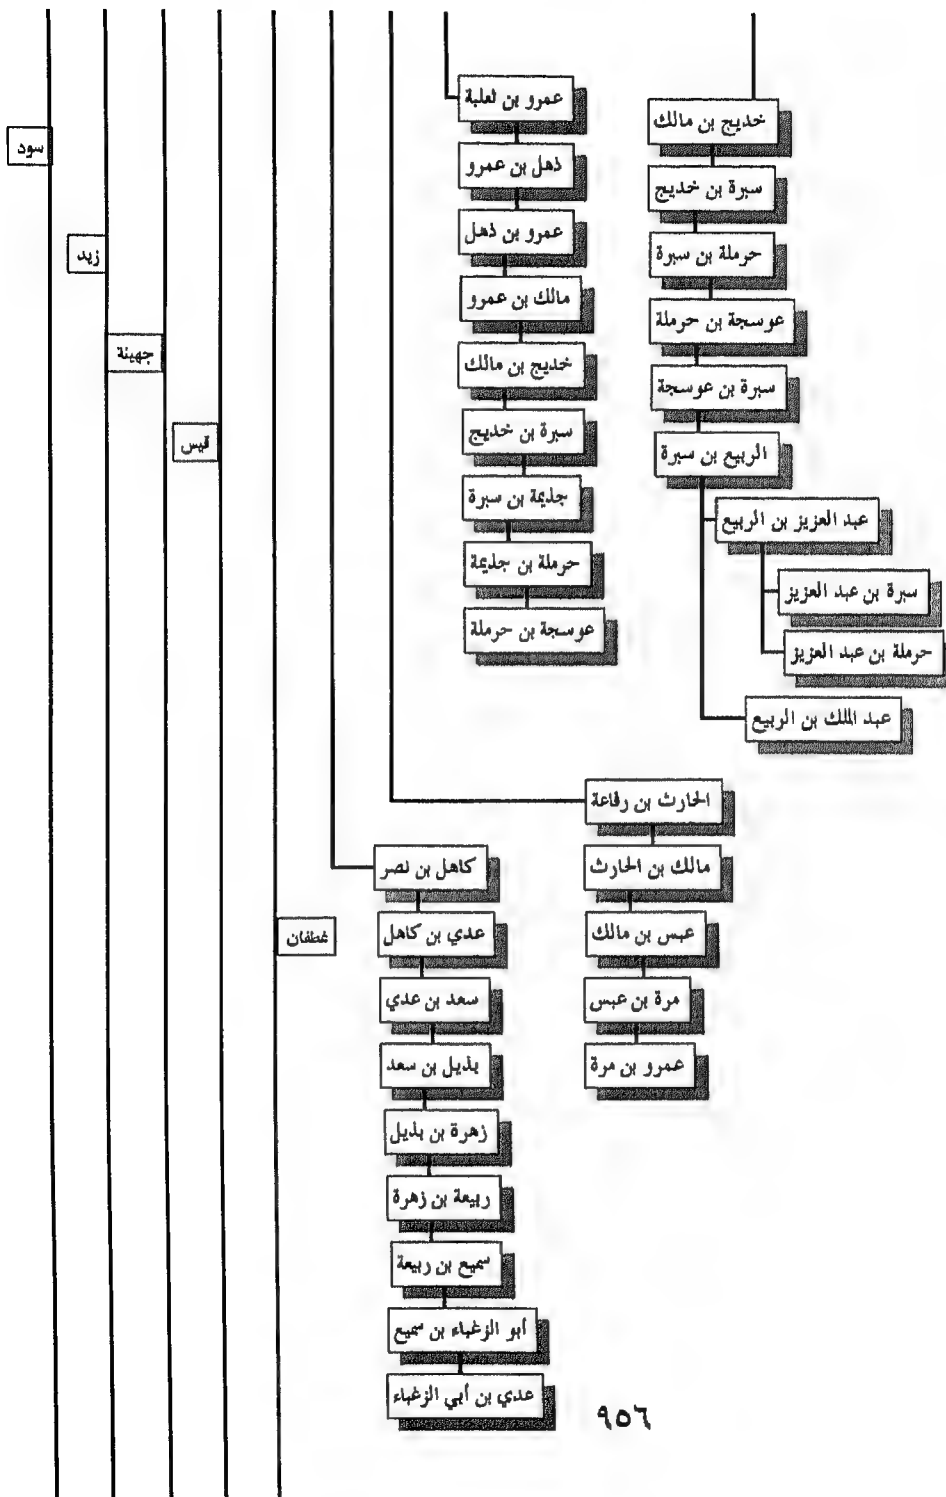 خديج بن مالك
سبرة بن خديج
حرملة بن سبرة
عوسجة بن حرملة
سبرة بن عوسجة
الربيع بن سبرة
عبد العزيز بن الربيع
سبرة بن عبد العزيز
حرملة بن عبد العزيز
عبد الملك بن الربيع
عمرو بن ثعلبة
ذهل بن عمرو
عمرو بن ذهل
مالك بن عمرو
خديج بن مالك
سبرة بن خديج
جذيمة بن سبرة
حرملة بن جذيمة
عوسجة بن حرملة
الحارث بن رفاعة
مالك بن الحارث
عبس بن مالك
مرة بن عبس
عمرو بن مرة
كاهل بن نصر
عدي بن كاهل
سعد بن عدي
بذيل بن سعد
زهرة بن بذيل
ربيعة بن زهرة
سميع بن ربيعة
أبو الزغباء بن سميع
عدي بن أبي الزغباء
غطفان
قيس
جهينة
زيد
سود
٩٥٦